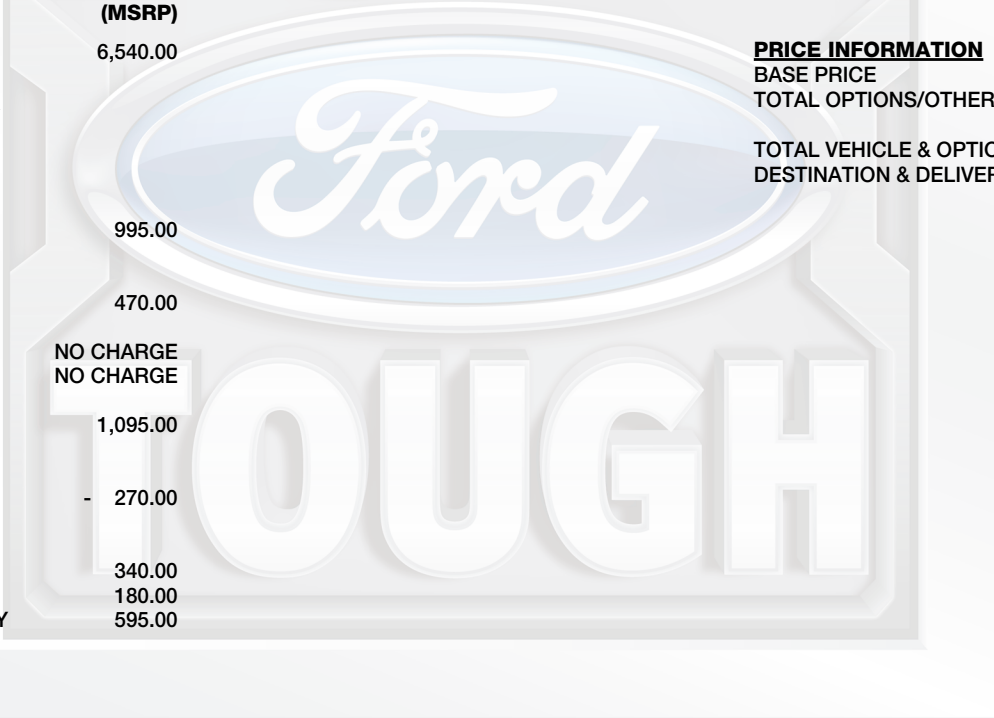 (MSRP)
6,540.00
995.00
470.00
NO CHARGE
NO CHARGE
1,095.00
- 270.00
340.00
180.00
Y 595.00
PRICE INFORMATION
BASE PRICE
TOTAL OPTIONS/OTHER
TOTAL VEHICLE & OPTIO
DESTINATION & DELIVER
Ford
TOUGH